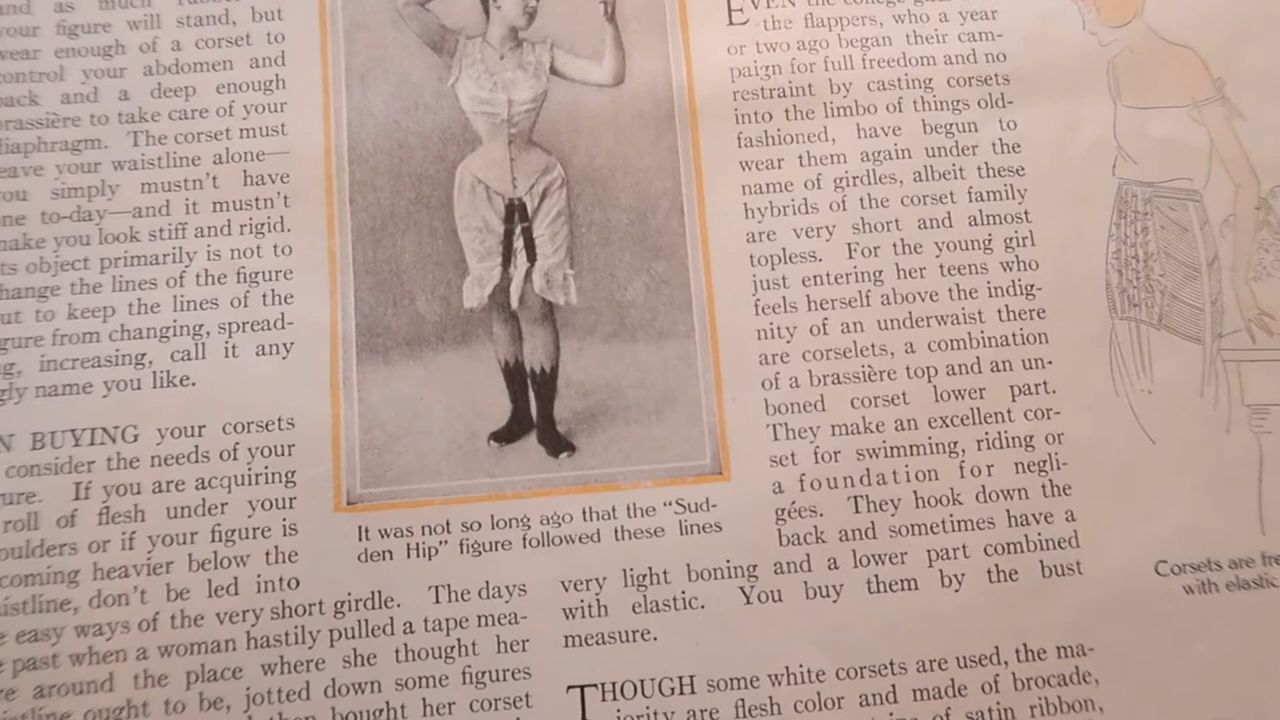 and as much
your figure will stand, but
wear enough of a corset to
control your abdomen and
back and a deep enough
brassière to take care of your
diaphragm. The corset must
leave your waistline alone—
you simply mustn't have
one to-day—and it mustn't
make you look stiff and rigid.
its object primarily is not to
change the lines of the figure
but to keep the lines of the
figure from changing, spread-
ing, increasing, call it any
ugly name you like.
N BUYING your corsets
consider the needs of your
ure. If you are acquiring
roll of flesh under your
shoulders or if your figure is
coming heavier below the
waistline, don't be led into
easy ways of the very short girdle. The days
past when a woman hastily pulled a tape mea-
re around the place where she thought her
waistline ought to be, jotted down some figures
bought her corset
It was not so long ago that the "Sud-
den Hip" figure followed these lines
EVEN the college
the flappers, who a year
or two ago began their cam-
paign for full freedom and no
restraint by casting corsets
into the limbo of things old-
fashioned, have begun to
wear them again under the
name of girdles, albeit these
hybrids of the corset family
are very short and almost
topless. For the young girl
just entering her teens who
feels herself above the indig-
nity of an underwaist there
are corselets, a combination
of a brassière top and an un-
boned corset lower part.
They make an excellent cor-
set for swimming, riding or
a foundation for negli-
gées. They hook down the
back and sometimes have a
very light boning and a lower part combined
with elastic. You buy them by the bust
measure.
THOUGH some white corsets are used, the ma-
jority are flesh color and made of brocade,
of satin ribbon,
Corsets are
with elastic